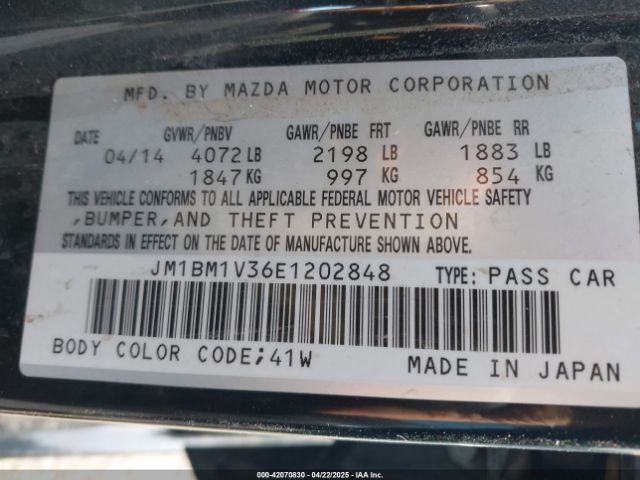 MFD. BY MAZDA MOTOR CORPORATION
DATE GVWR/PNBV GAWR/PNBE FRT GAWR/PNBE RR
04/14 4072 LB 2198 LB 1883 LB
1847 KG 997 KG 854 KG
THIS VEHICLE CONFORMS TO ALL APPLICABLE FEDERAL MOTOR VEHICLE SAFETY
,BUMPER,AND THEFT PREVENTION
STANDARDS IN EFFECT ON THE DATE OF MANUFACTURE SHOWN ABOVE.
JM1BM1V36E1202848 TYPE: PASS CAR
BODY COLOR CODE;41W MADE IN JAPAN
000-42070830 - 04/22/2025 - IAA Inc.